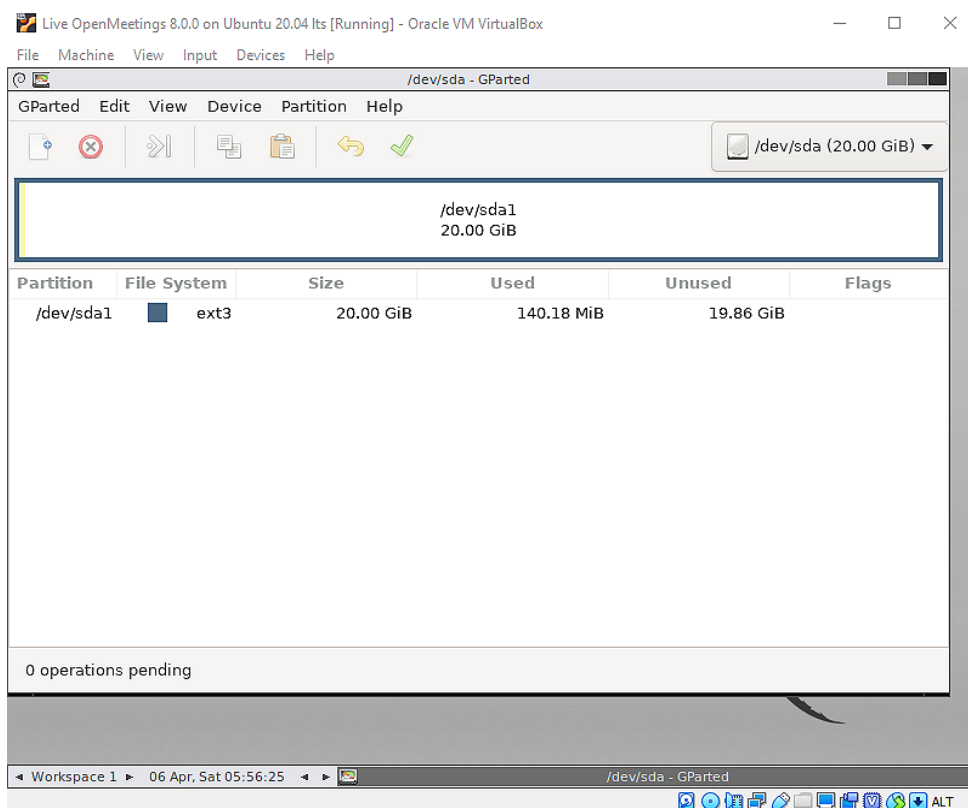 Live OpenMeetings 8.0.0 on Ubuntu 20.04 lts [Running] - Oracle VM VirtualBox
File Machine View Input Devices Help
/dev/sda - GParted
GParted Edit View Device Partition Help
/dev/sda (20.00 GiB)
/dev/sda1
20.00 GiB
Partition File System Size Used Unused Flags
/dev/sda1 ext3 20.00 GiB 140.18 MiB 19.86 GiB
0 operations pending
Workspace 1 06 Apr, Sat 05:56:25 /dev/sda - GParted
ALT